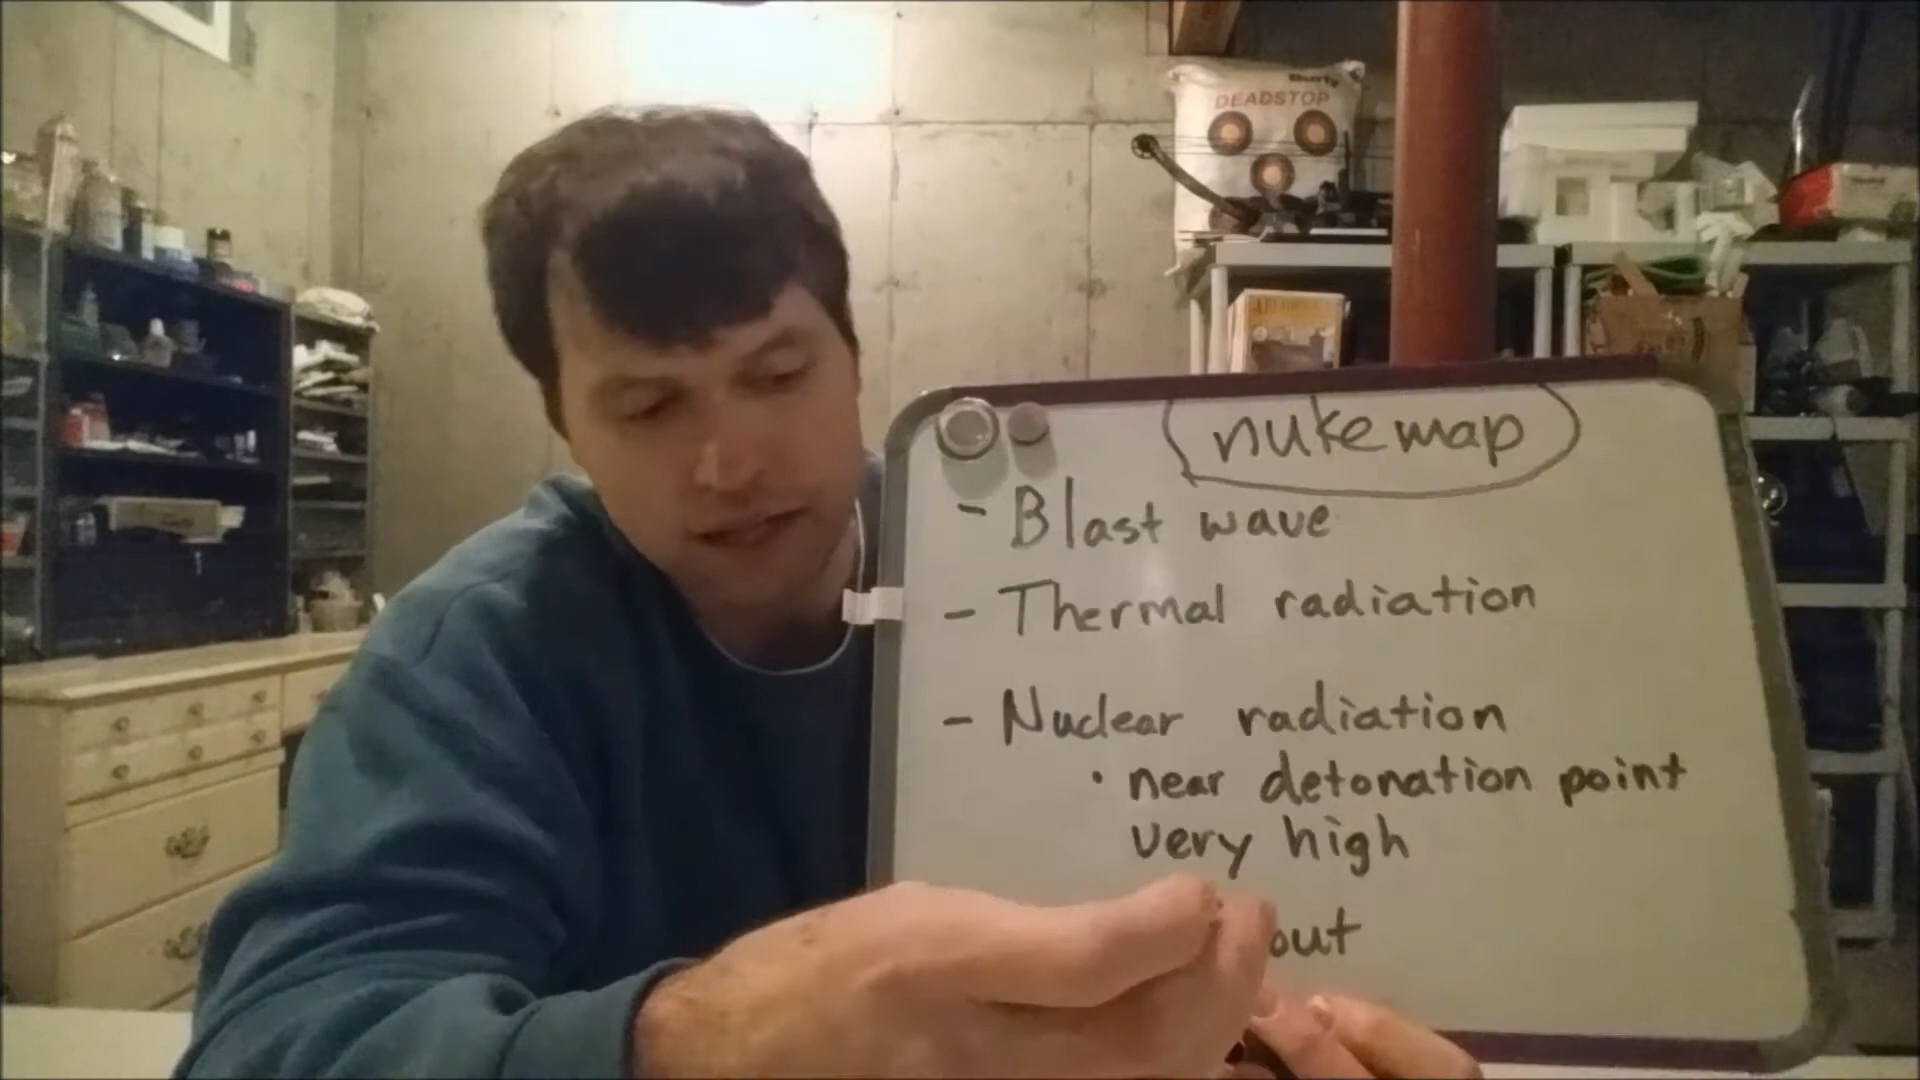 DEADSTOP
nukemap
- Blast wave
- Thermal radiation
- Nuclear radiation
• near detonation point
very high
out